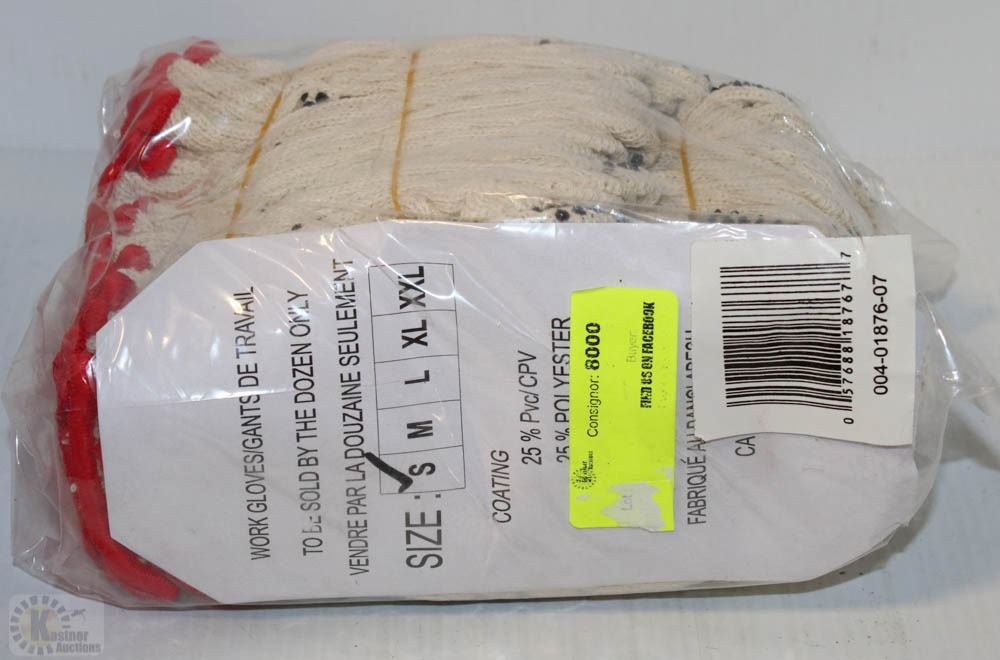 WORK GLOVES/GANTS DE TRAVAIL
TO BE SOLD BY THE DOZEN ONLY
VENDRE PAR LA DOUZAINE SEULEMENT
SIZE: S M L XL XXL
COATING
25 % Pvc/CPV
25 % POLYESTER
FABRIQUÉ AU BANGLADESH
CA
Consignor: 8000
Buyer:
FIND US ON FACEBOOK
Lot
0 57688 18767 7
004-01876-07
Kastner
Auctions